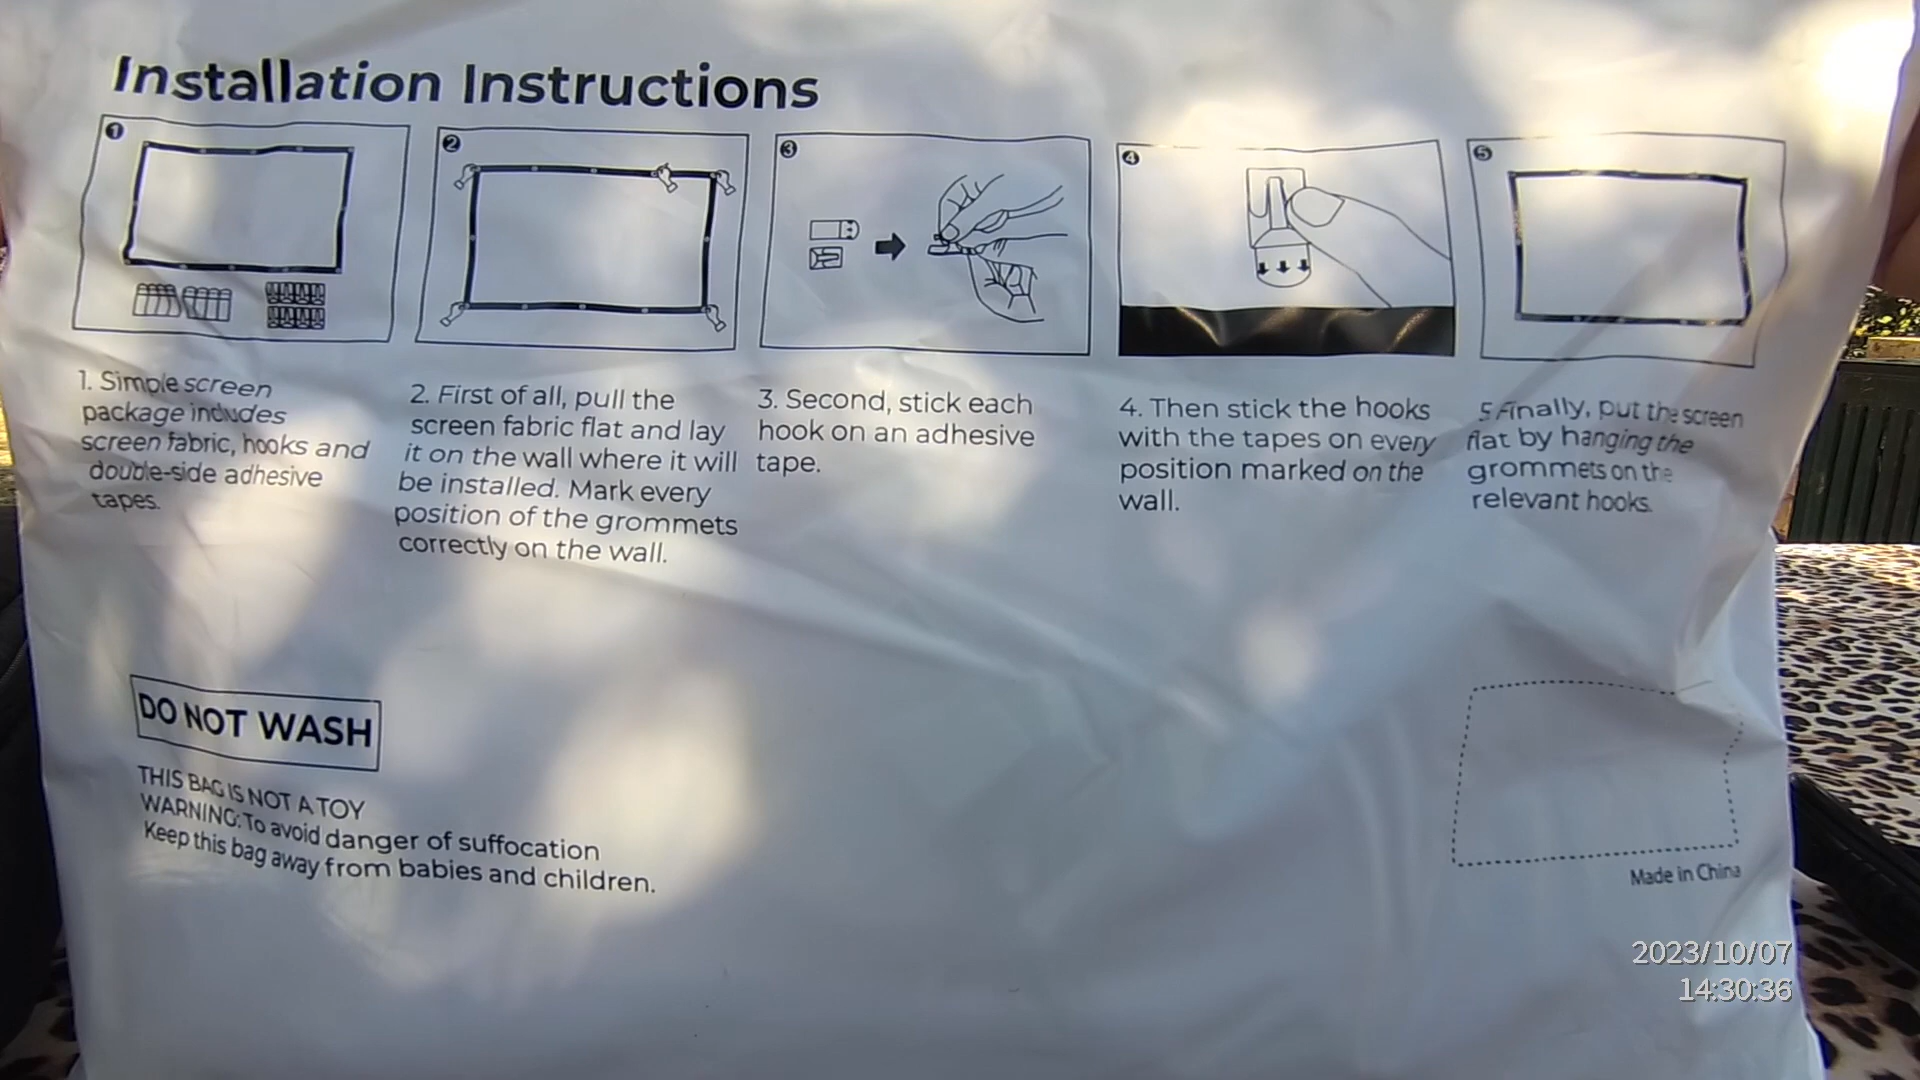 Installation Instructions
1
2
3
4
5
1. Simple screen
package includes
screen fabric, hooks and
double-side adhesive
tapes.
2. First of all, pull the
screen fabric flat and lay
it on the wall where it will
be installed. Mark every
position of the grommets
correctly on the wall.
3. Second, stick each
hook on an adhesive
tape.
4. Then stick the hooks
with the tapes on every
position marked on the
wall.
5 Finally, put the screen
flat by hanging the
grommets on the
relevant hooks.
DO NOT WASH
THIS BAG IS NOT A TOY
WARNING: To avoid danger of suffocation
Keep this bag away from babies and children.
Made in China
2023/10/07
14:30:36